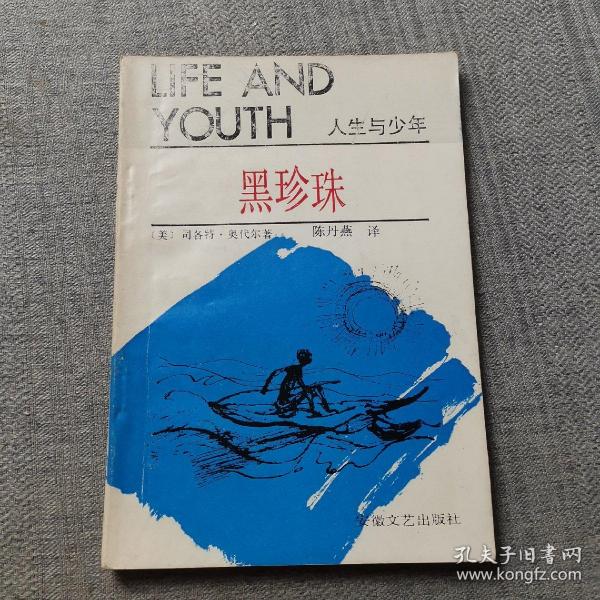 LIFE AND
YOUTH 人生与少年
黑珍珠
〔美〕司各特·奥代尔著 陈丹燕 译
安徽文艺出版社
孔夫子旧书网
www.kongfz.com